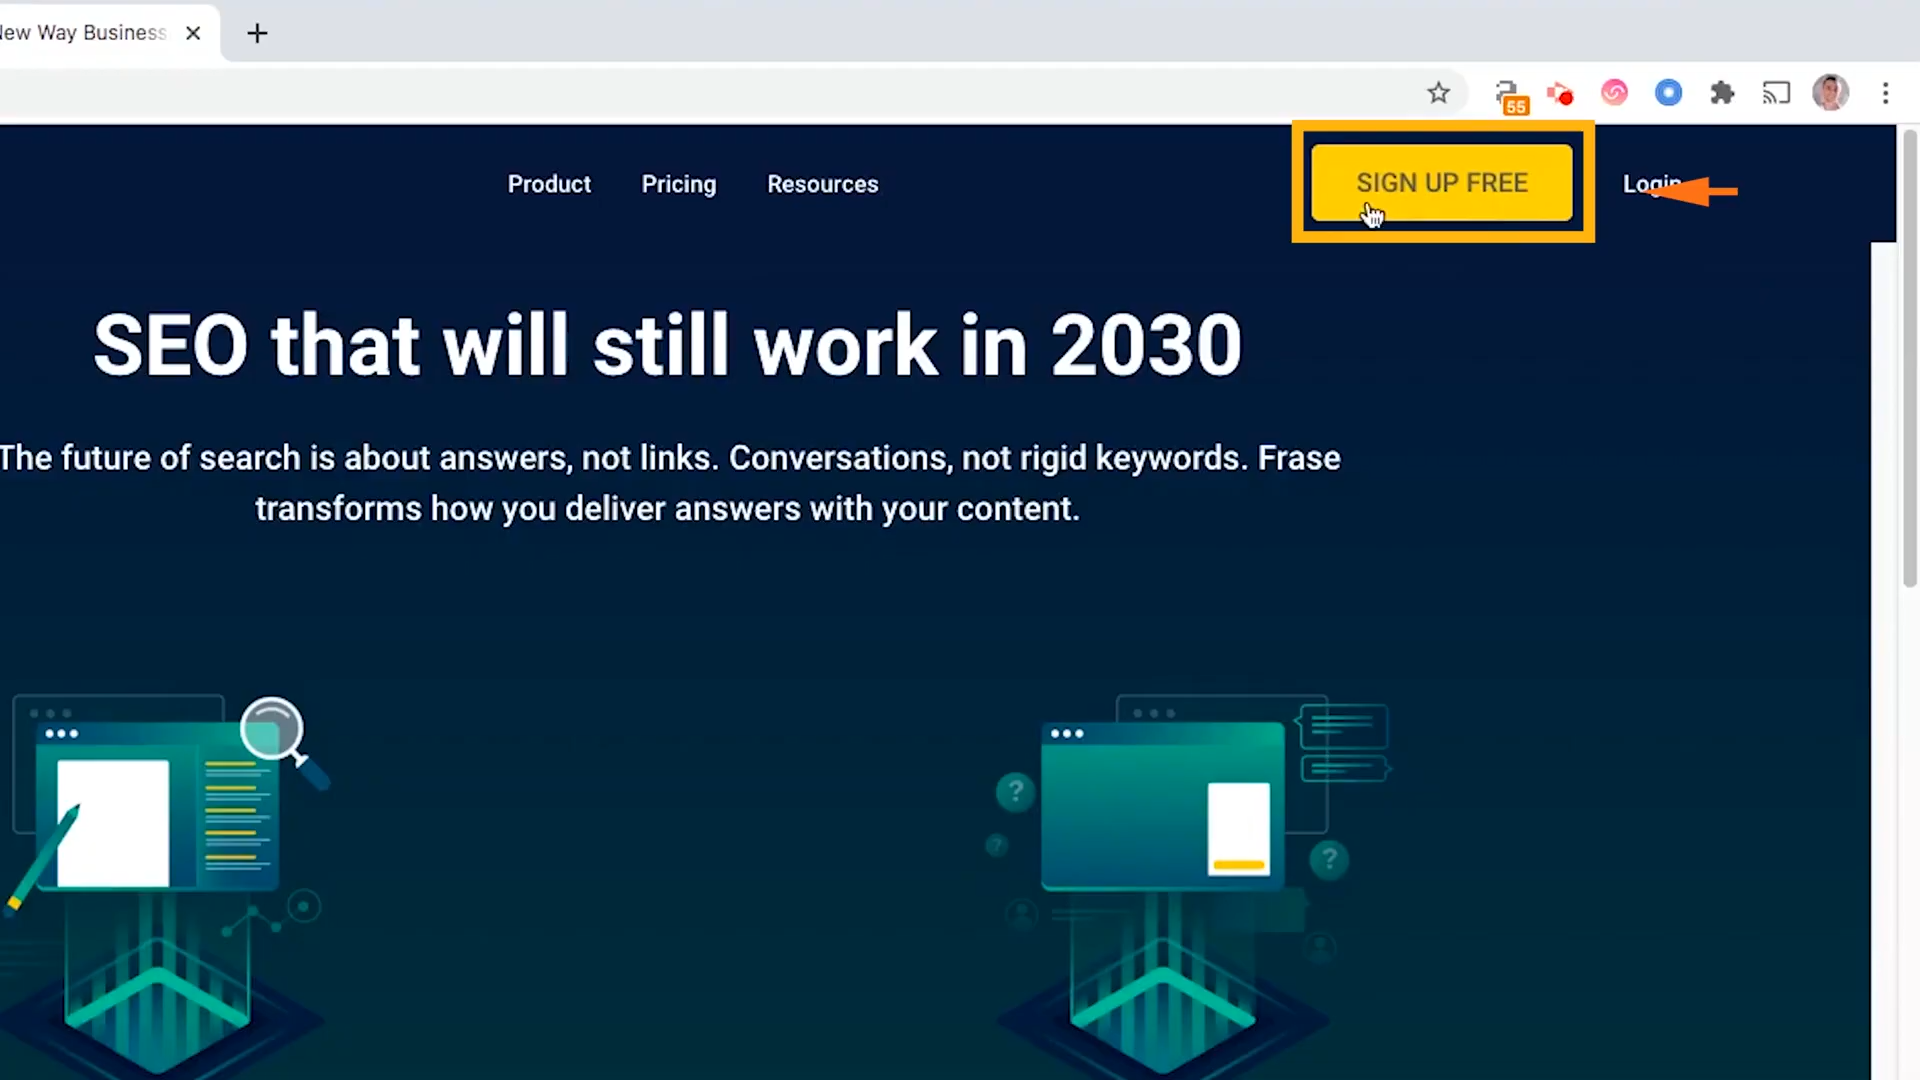 New Way Business
55
Product Pricing Resources SIGN UP FREE Login
SEO that will still work in 2030
The future of search is about answers, not links. Conversations, not rigid keywords. Frase
transforms how you deliver answers with your content.
?
?
?